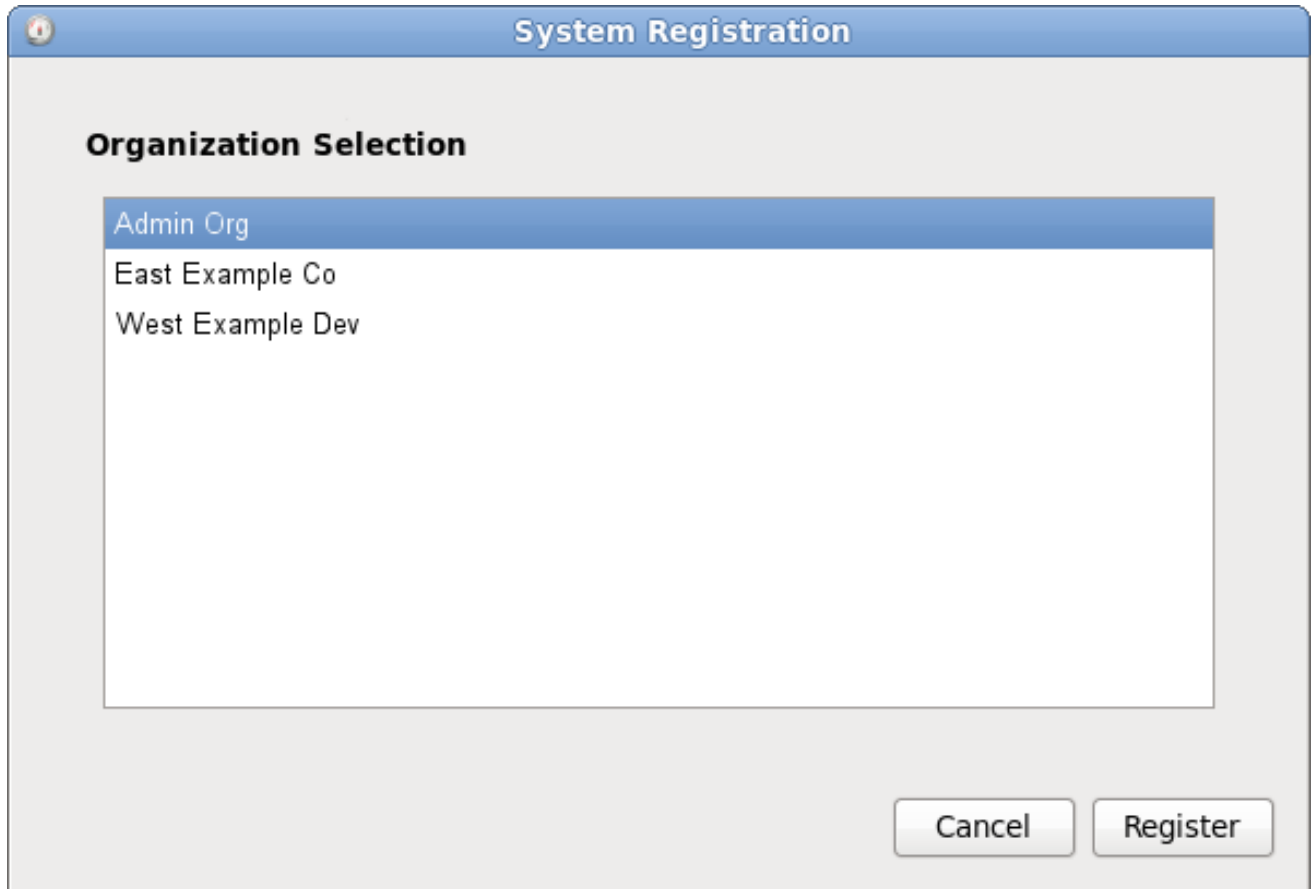 System Registration
Organization Selection
Admin Org
East Example Co
West Example Dev
Cancel Register